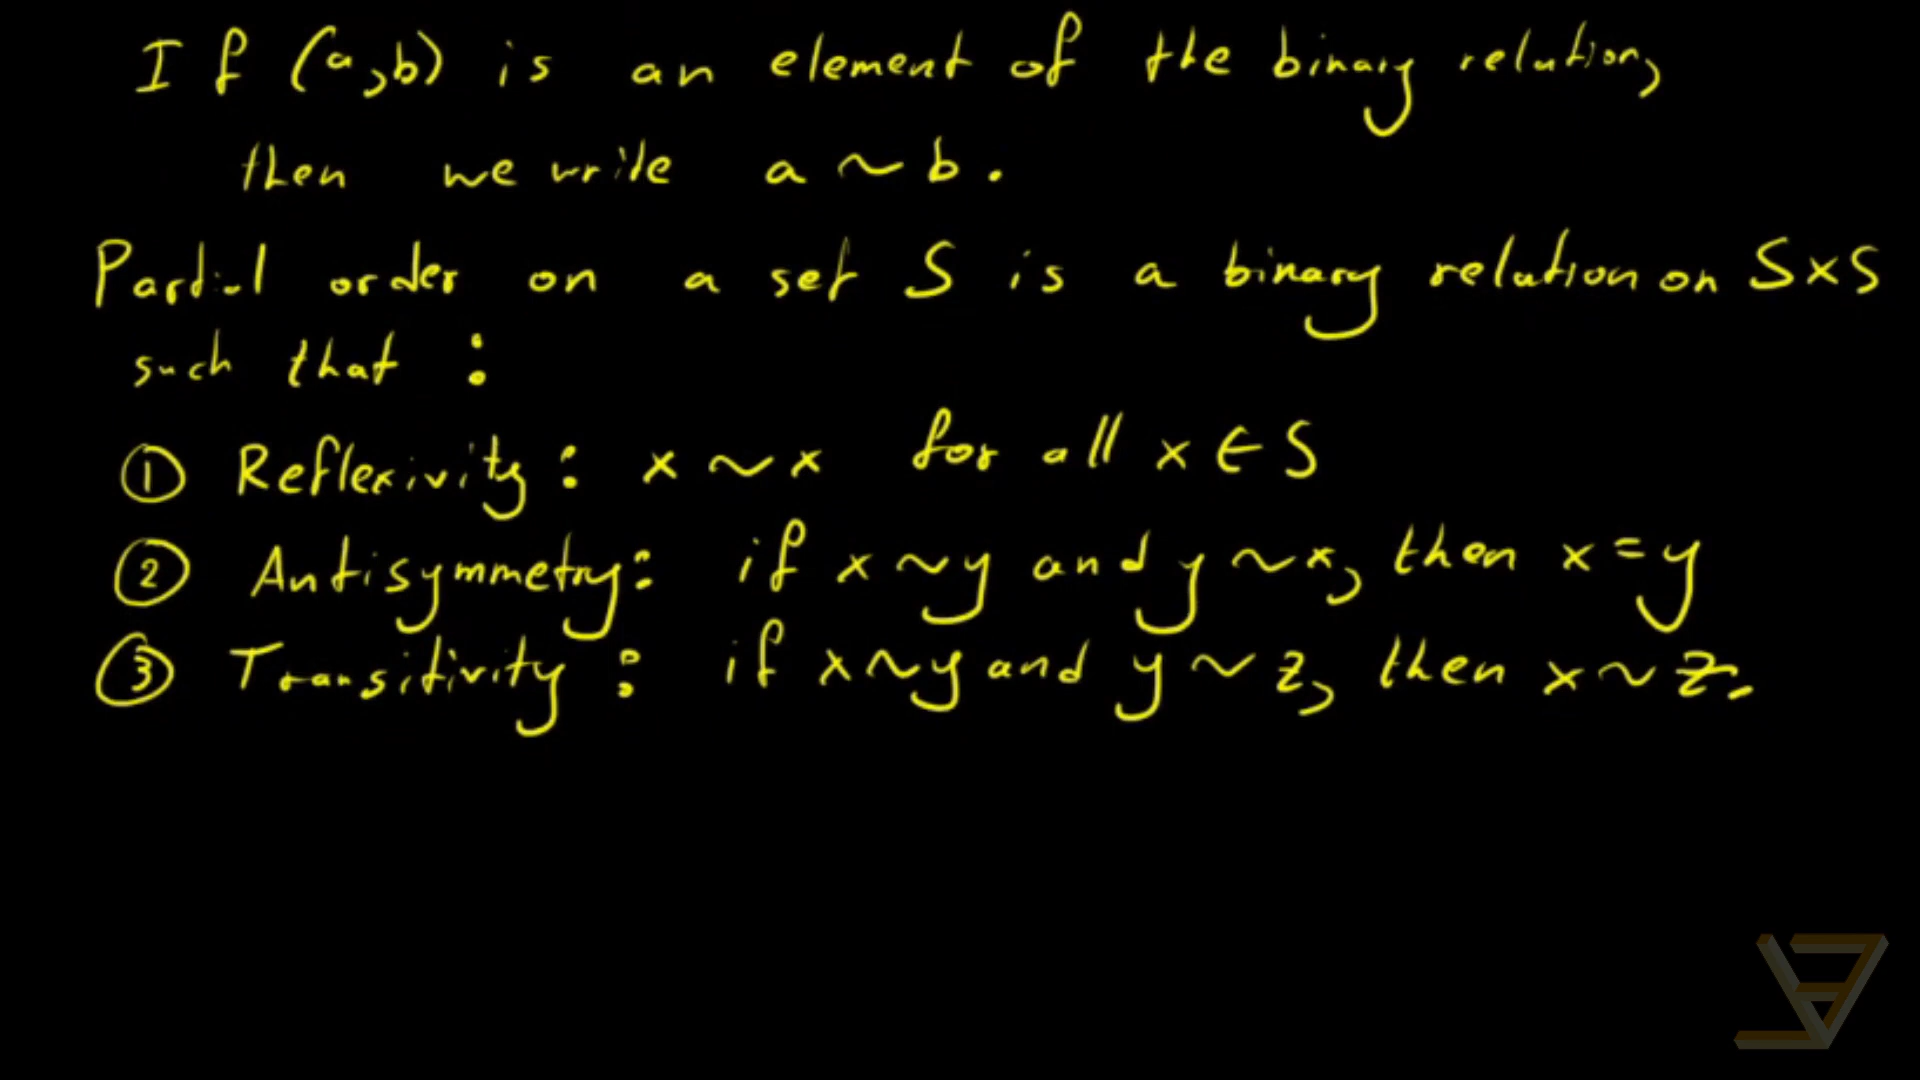 If (a,b) is an element of the binary relation,
then we write a ~ b.
Partial order on a set S is a binary relation on S×S
such that :
① Reflexivity : x ~ x for all x ∈ S
② Antisymmetry: if x ~ y and y ~ x, then x = y
③ Transitivity : if x ~ y and y ~ z, then x ~ z.